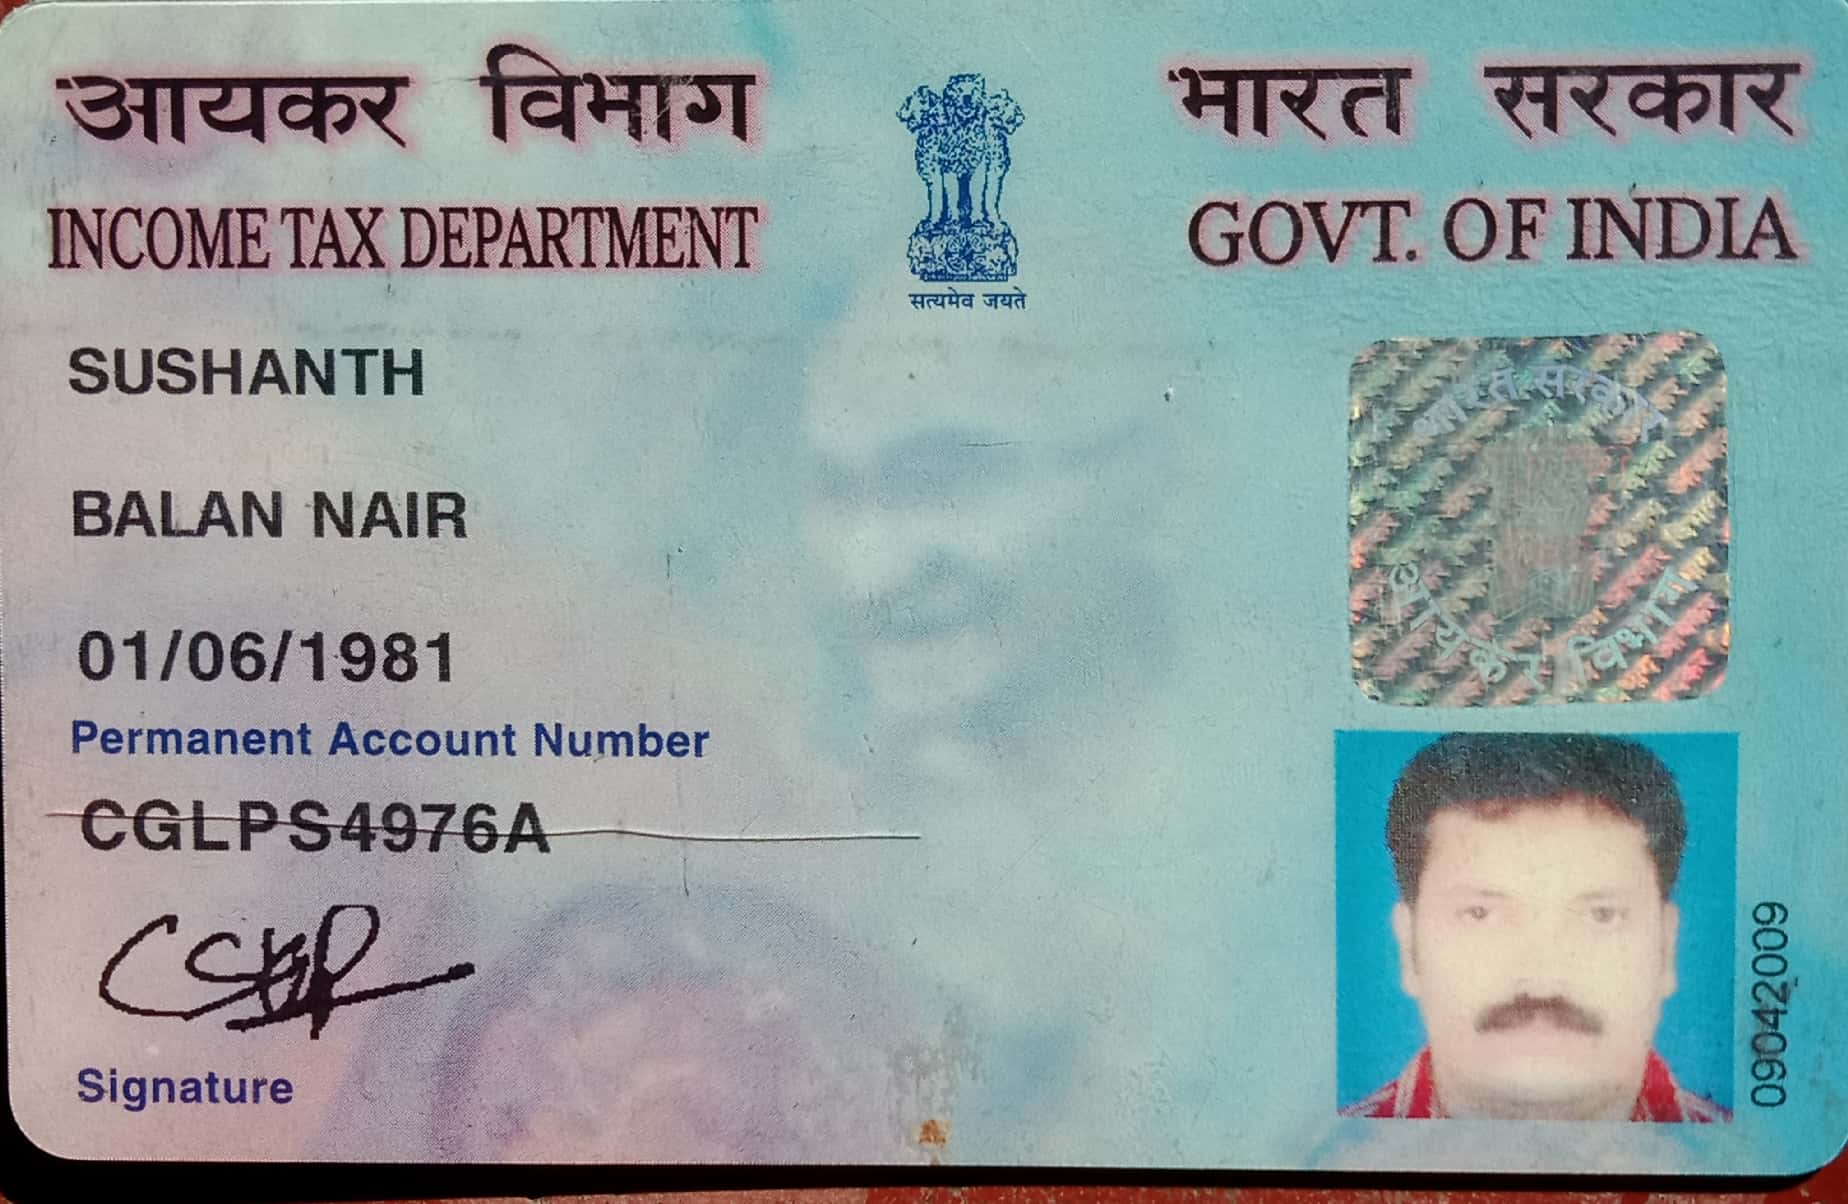 आयकर विभाग
INCOME TAX DEPARTMENT
भारत सरकार
GOVT. OF INDIA
सत्यमेव जयते
SUSHANTH
BALAN NAIR
01/06/1981
Permanent Account Number
CGLPS4976A
Signature
भारत सरकार
आयकर विभाग
09042009